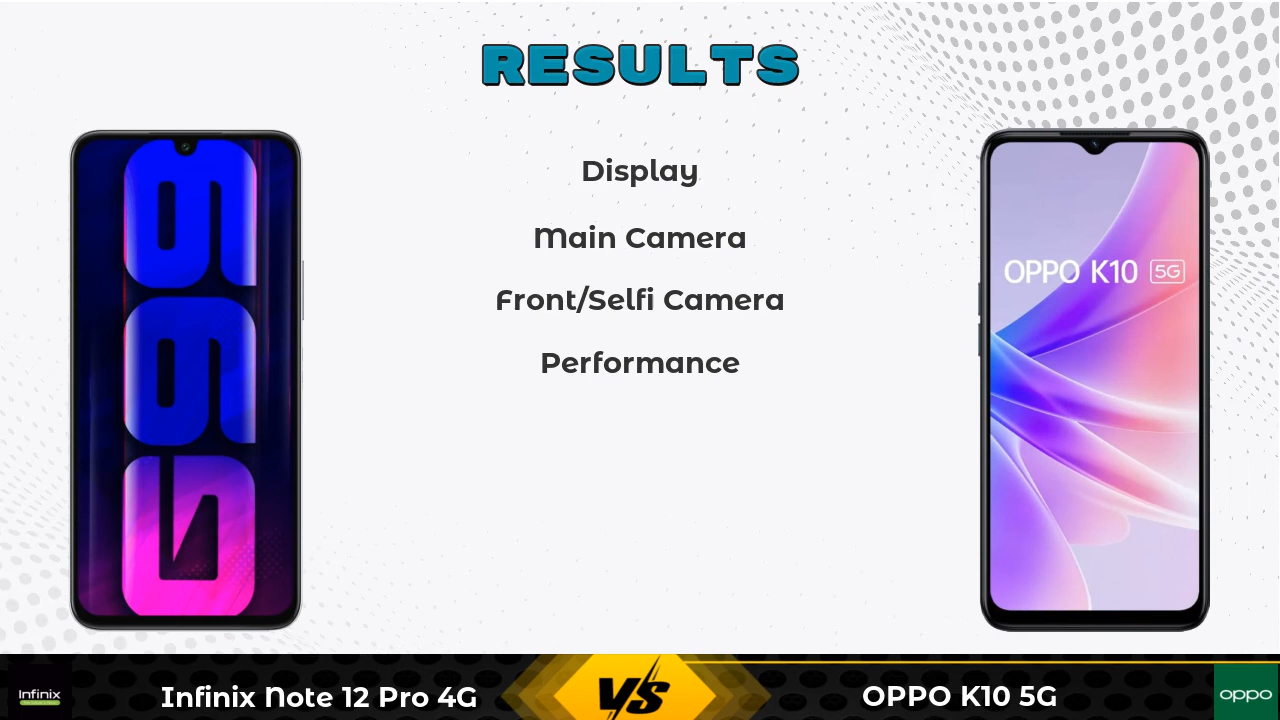 RESULTS
Display
Main Camera
Front/Selfi Camera
Performance
G99
OPPO K10 5G
Infinix
Infinix Note 12 Pro 4G
VS
OPPO K10 5G
oppo